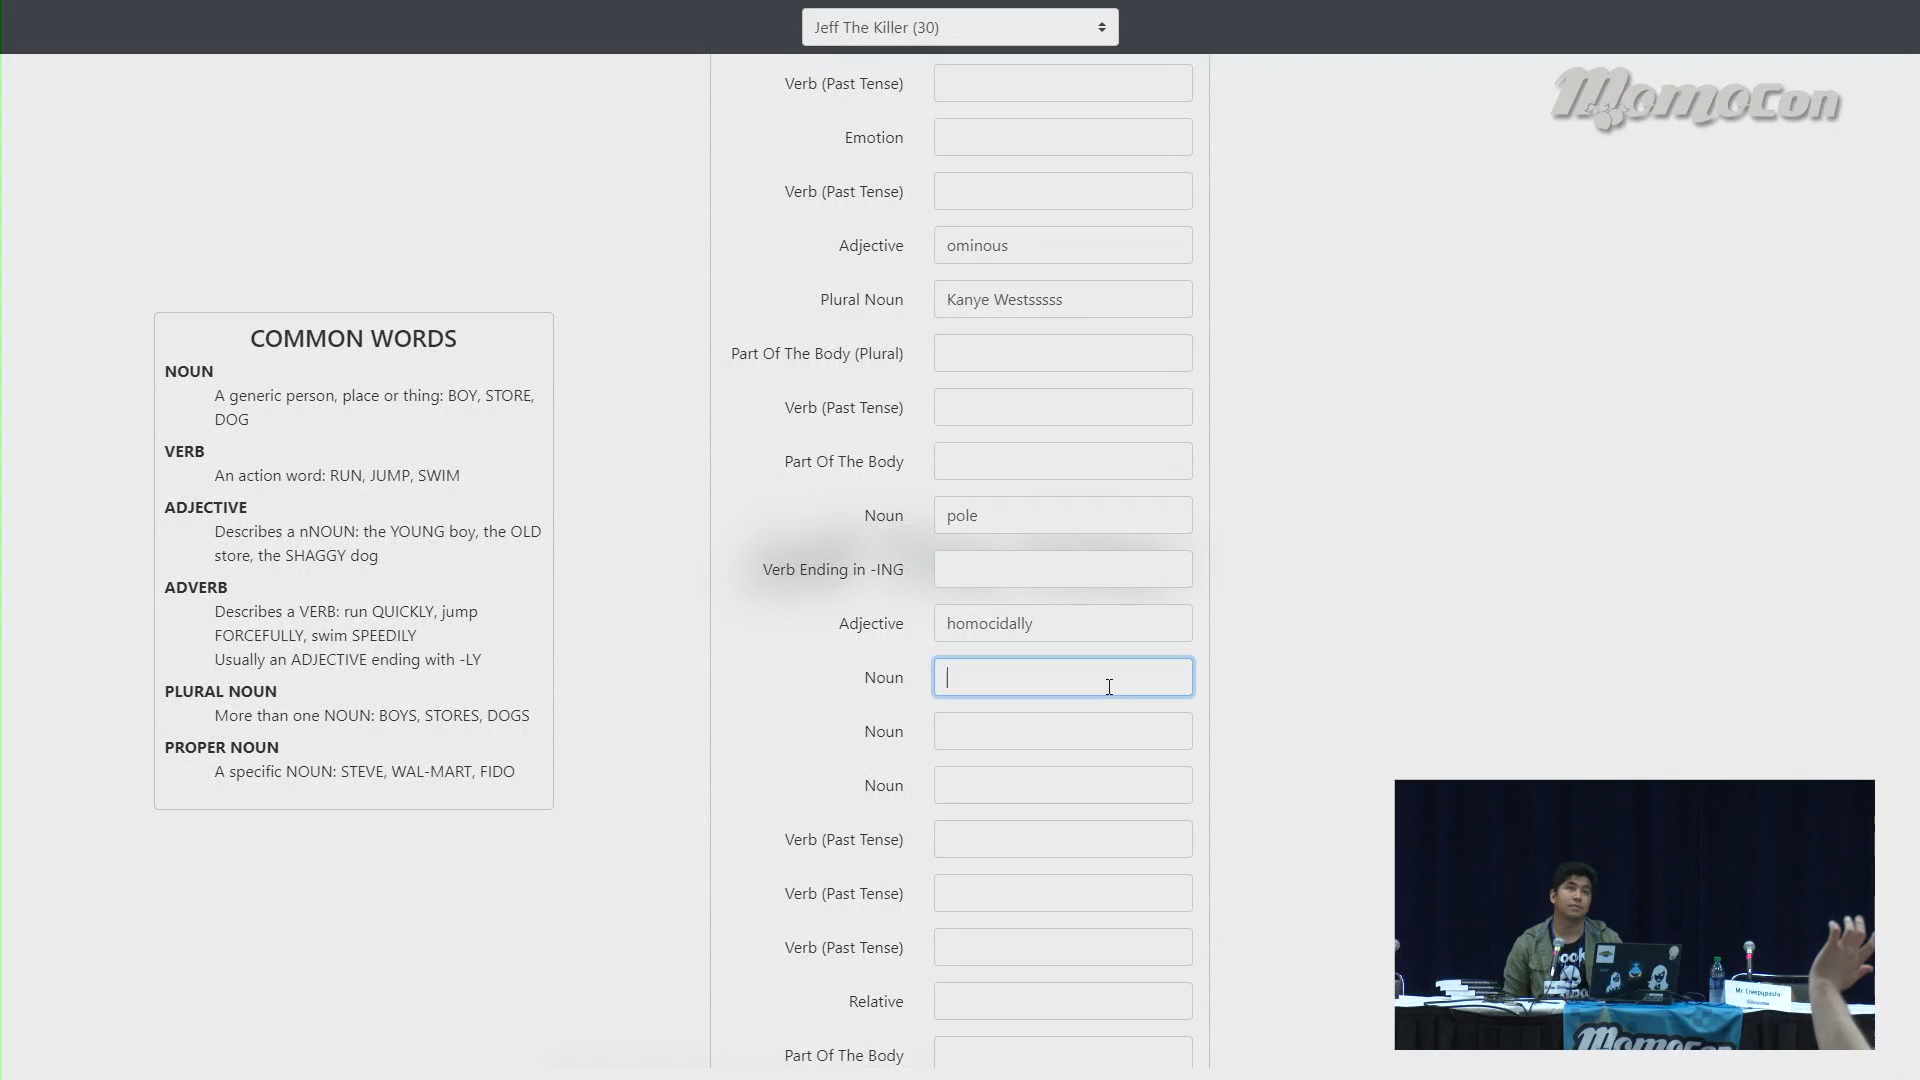 Jeff The Killer (30)
MomoCon
Verb (Past Tense)
Emotion
Verb (Past Tense)
Adjective ominous
Plural Noun Kanye Westsssss
Part Of The Body (Plural)
Verb (Past Tense)
Part Of The Body
Noun pole
Verb Ending in -ING
Adjective homocidally
Noun
Noun
Noun
Verb (Past Tense)
Verb (Past Tense)
Verb (Past Tense)
Relative
Part Of The Body
COMMON WORDS
NOUN
A generic person, place or thing: BOY, STORE,
DOG
VERB
An action word: RUN, JUMP, SWIM
ADJECTIVE
Describes a nNOUN: the YOUNG boy, the OLD
store, the SHAGGY dog
ADVERB
Describes a VERB: run QUICKLY, jump
FORCEFULLY, swim SPEEDILY
Usually an ADJECTIVE ending with -LY
PLURAL NOUN
More than one NOUN: BOYS, STORES, DOGS
PROPER NOUN
A specific NOUN: STEVE, WAL-MART, FIDO
Mr Creepypasta
MomoCon